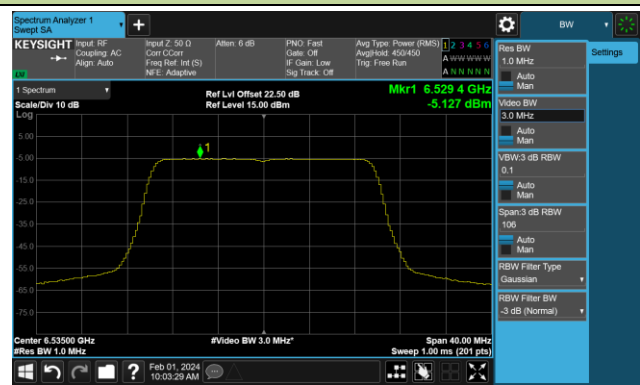 Spectrum Analyzer 1
Swept SA
BW
KEYSIGHT
Input: RF
Coupling: AC
Align: Auto
Input Z: 50 Ω
Corr CCorr
Freq Ref: Int (S)
NFE: Adaptive
Atten: 6 dB
PNO: Fast
Gate: Off
IF Gain: Low
Sig Track: Off
Avg Type: Power (RMS)
Avg|Hold: 450/450
Trig: Free Run
1 2 3 4 5 6
A W W W W W
A N N N N N
LW
1 Spectrum
Scale/Div 10 dB
Log
Ref Lvl Offset 22.50 dB
Ref Level 15.00 dBm
Mkr1 6.529 4 GHz
-5.127 dBm
1
5.00
-5.00
-15.0
-25.0
-35.0
-45.0
-55.0
-65.0
-75.0
Center 6.53500 GHz
#Res BW 1.0 MHz
#Video BW 3.0 MHz*
Span 40.00 MHz
Sweep 1.00 ms (201 pts)
Res BW
1.0 MHz
Auto
Man
Video BW
3.0 MHz
Auto
Man
VBW:3 dB RBW
0.1
Auto
Man
Span:3 dB RBW
106
Auto
Man
RBW Filter Type
Gaussian
RBW Filter BW
-3 dB (Normal)
Settings
?
Feb 01, 2024
10:03:29 AM